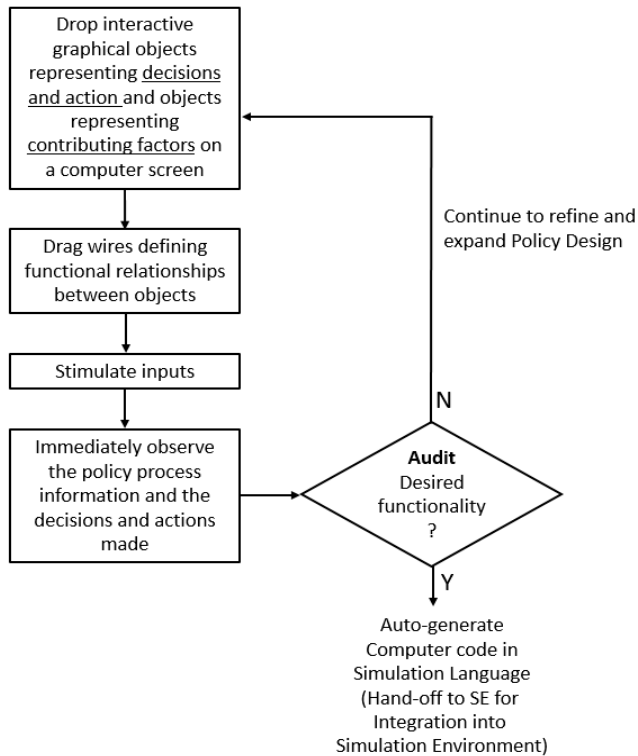 Drop interactive
graphical objects
representing decisions
and action and objects
representing
contributing factors on
a computer screen
Drag wires defining
functional relationships
between objects
Stimulate inputs
Immediately observe
the policy process
information and the
decisions and actions
made
Audit
Desired
functionality
?
N
Continue to refine and
expand Policy Design
Y
Auto-generate
Computer code in
Simulation Language
(Hand-off to SE for
Integration into
Simulation Environment)